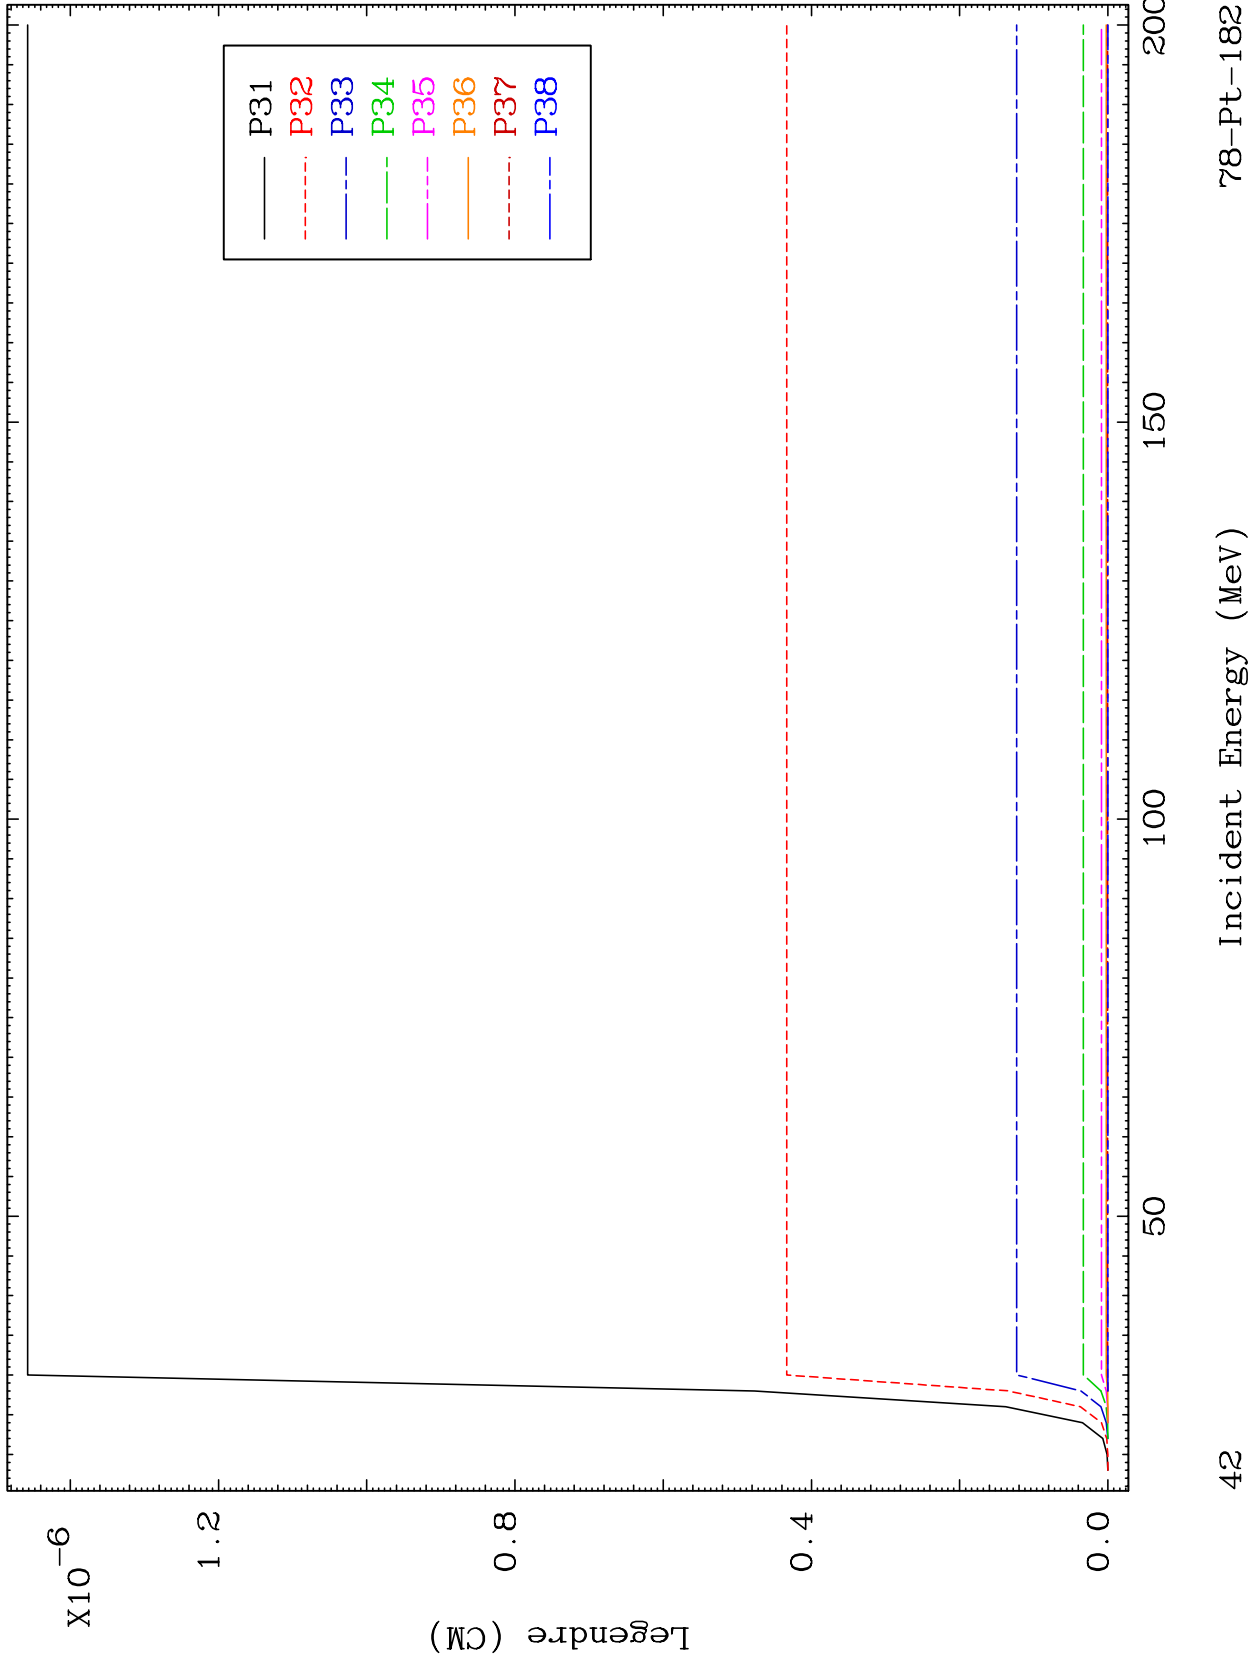 X10-6
1.2
0.8
0.4
0.0
Legendre (CM)
P31
P32
P33
P34
P35
P36
P37
P38
50
100
150
200
Incident Energy (MeV)
42
78-Pt-182